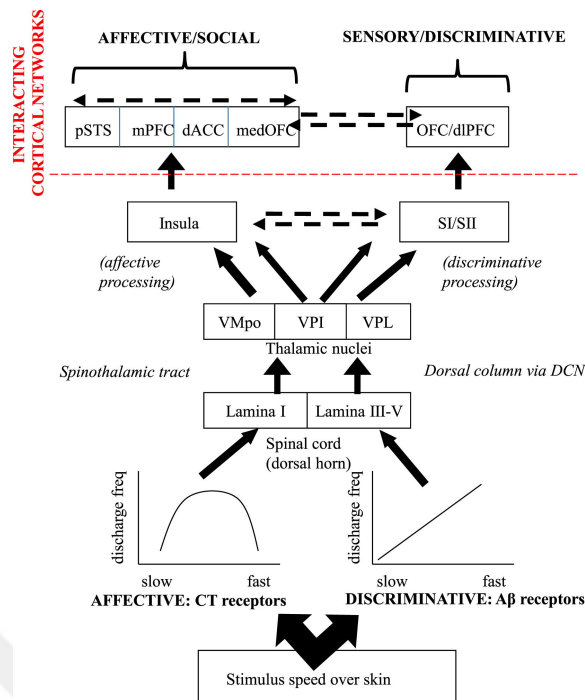 AFFECTIVE/SOCIAL
SENSORY/DISCRIMINATIVE
INTERACTING
CORTICAL NETWORKS
pSTS
mPFC
dACC
medOFC
OFC/dlPFC
Insula
SI/SII
(affective
processing)
(discriminative
processing)
VMpo
VPI
VPL
Thalamic nuclei
Spinothalamic tract
Dorsal column via DCN
Lamina I
Lamina III-V
Spinal cord
(dorsal horn)
discharge freq
slow
fast
AFFECTIVE: CT receptors
discharge freq
slow
fast
DISCRIMINATIVE: Aβ receptors
Stimulus speed over skin